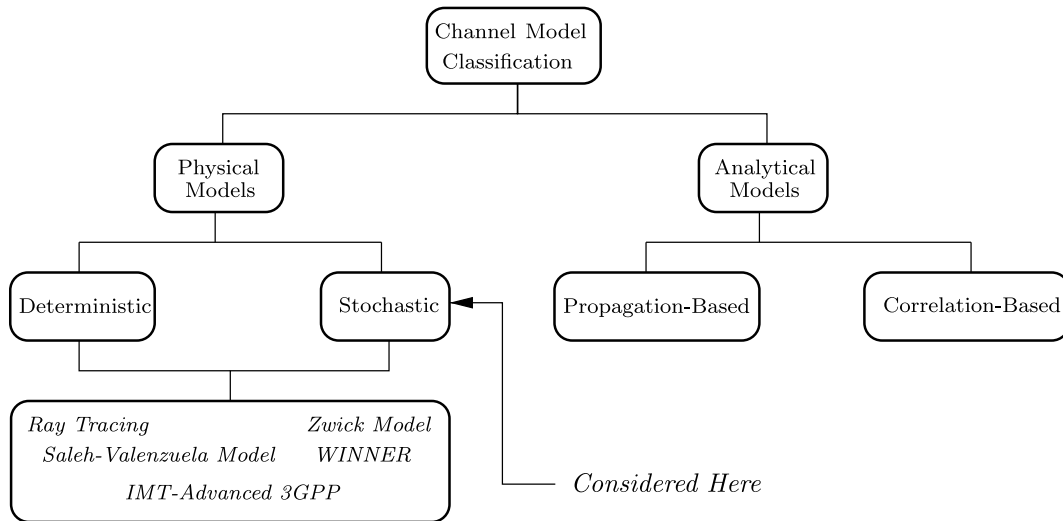 Channel Model
Classification
Physical
Models
Analytical
Models
Deterministic
Stochastic
Propagation-Based
Correlation-Based
Ray Tracing
Zwick Model
Saleh-Valenzuela Model
WINNER
IMT-Advanced 3GPP
Considered Here